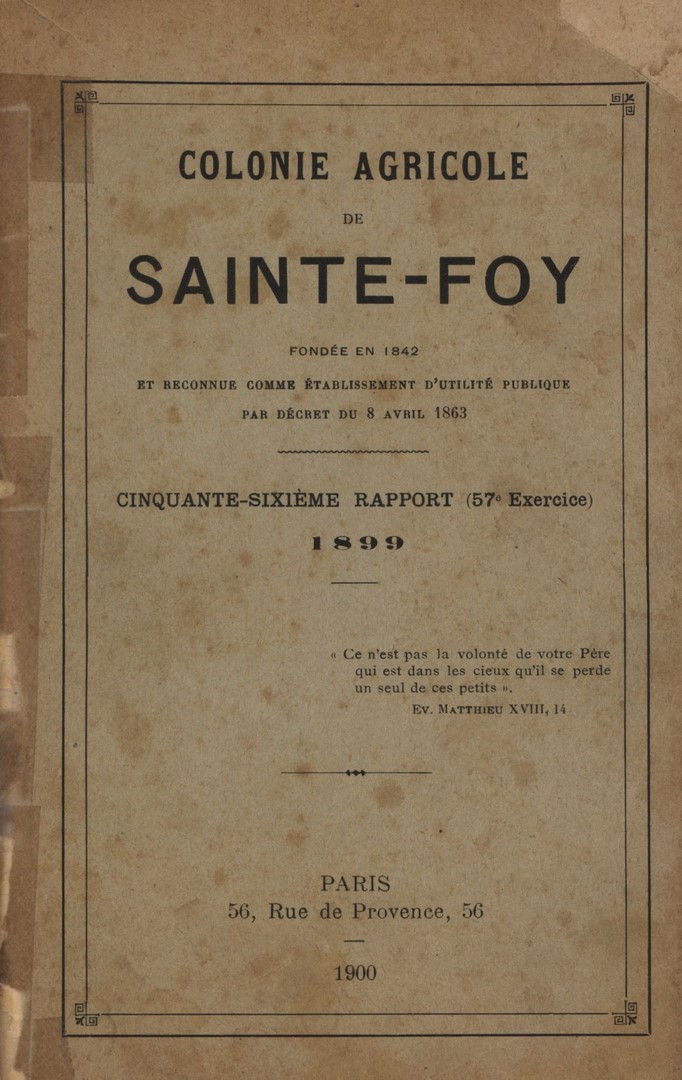 COLONIE AGRICOLE
DE
SAINTE-FOY
FONDÉE EN 1842
ET RECONNUE COMME ÉTABLISSEMENT D'UTILITÉ PUBLIQUE
PAR DÉCRET DU 8 AVRIL 1863
CINQUANTE-SIXIÈME RAPPORT (57e Exercice)
1899
« Ce n'est pas la volonté de votre Père
qui est dans les cieux qu'il se perde
un seul de ces petits ».
EV. MATTHIEU XVIII, 14
PARIS
56, Rue de Provence, 56
1900